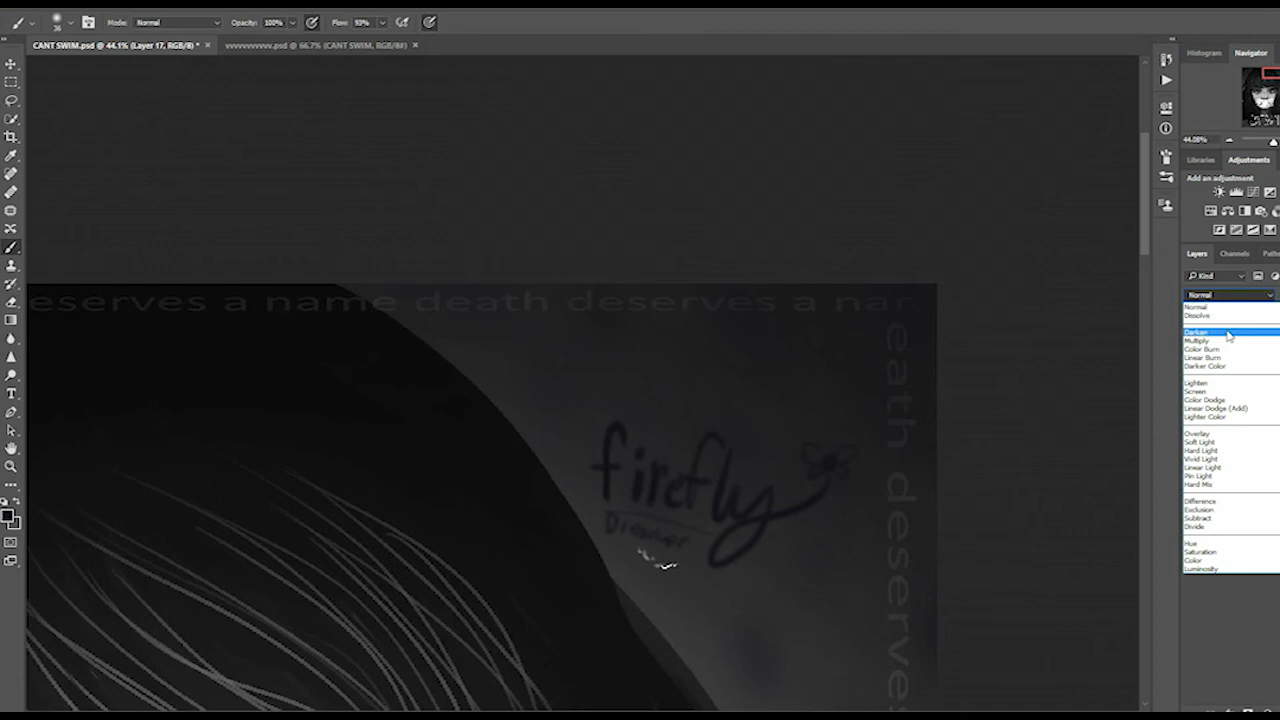 Mode: Normal Opacity: 100% Flow: 93%
CANT SWIM.psd @ 44.1% (Layer 17, RGB/8) * × vvvvvvvvvv.psd @ 66.7% (CANT SWIM, RGB/8#) ×
Histogram Navigator
44.08%
Libraries Adjustments
Add an adjustment
Layers Channels Paths
Kind
Normal
Normal
Dissolve
Darken
Multiply
Color Burn
Linear Burn
Darker Color
Lighten
Screen
Color Dodge
Linear Dodge (Add)
Lighter Color
Overlay
Soft Light
Hard Light
Vivid Light
Linear Light
Pin Light
Hard Mix
Difference
Exclusion
Subtract
Divide
Hue
Saturation
Color
Luminosity
eserves a name death deserves a nam
eath deserves
firefly